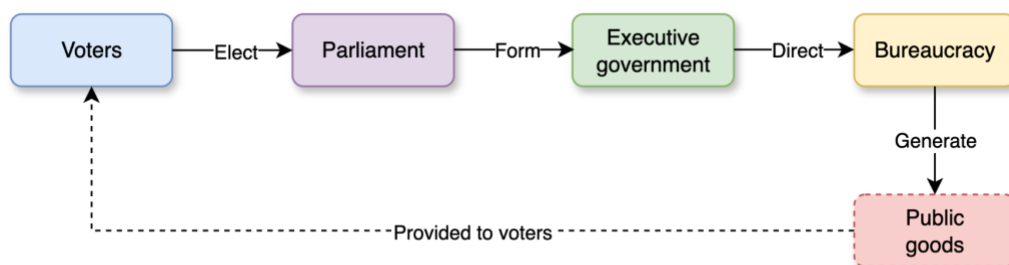 Voters
Elect
Parliament
Form
Executive
government
Direct
Bureaucracy
Generate
Public
goods
Provided to voters